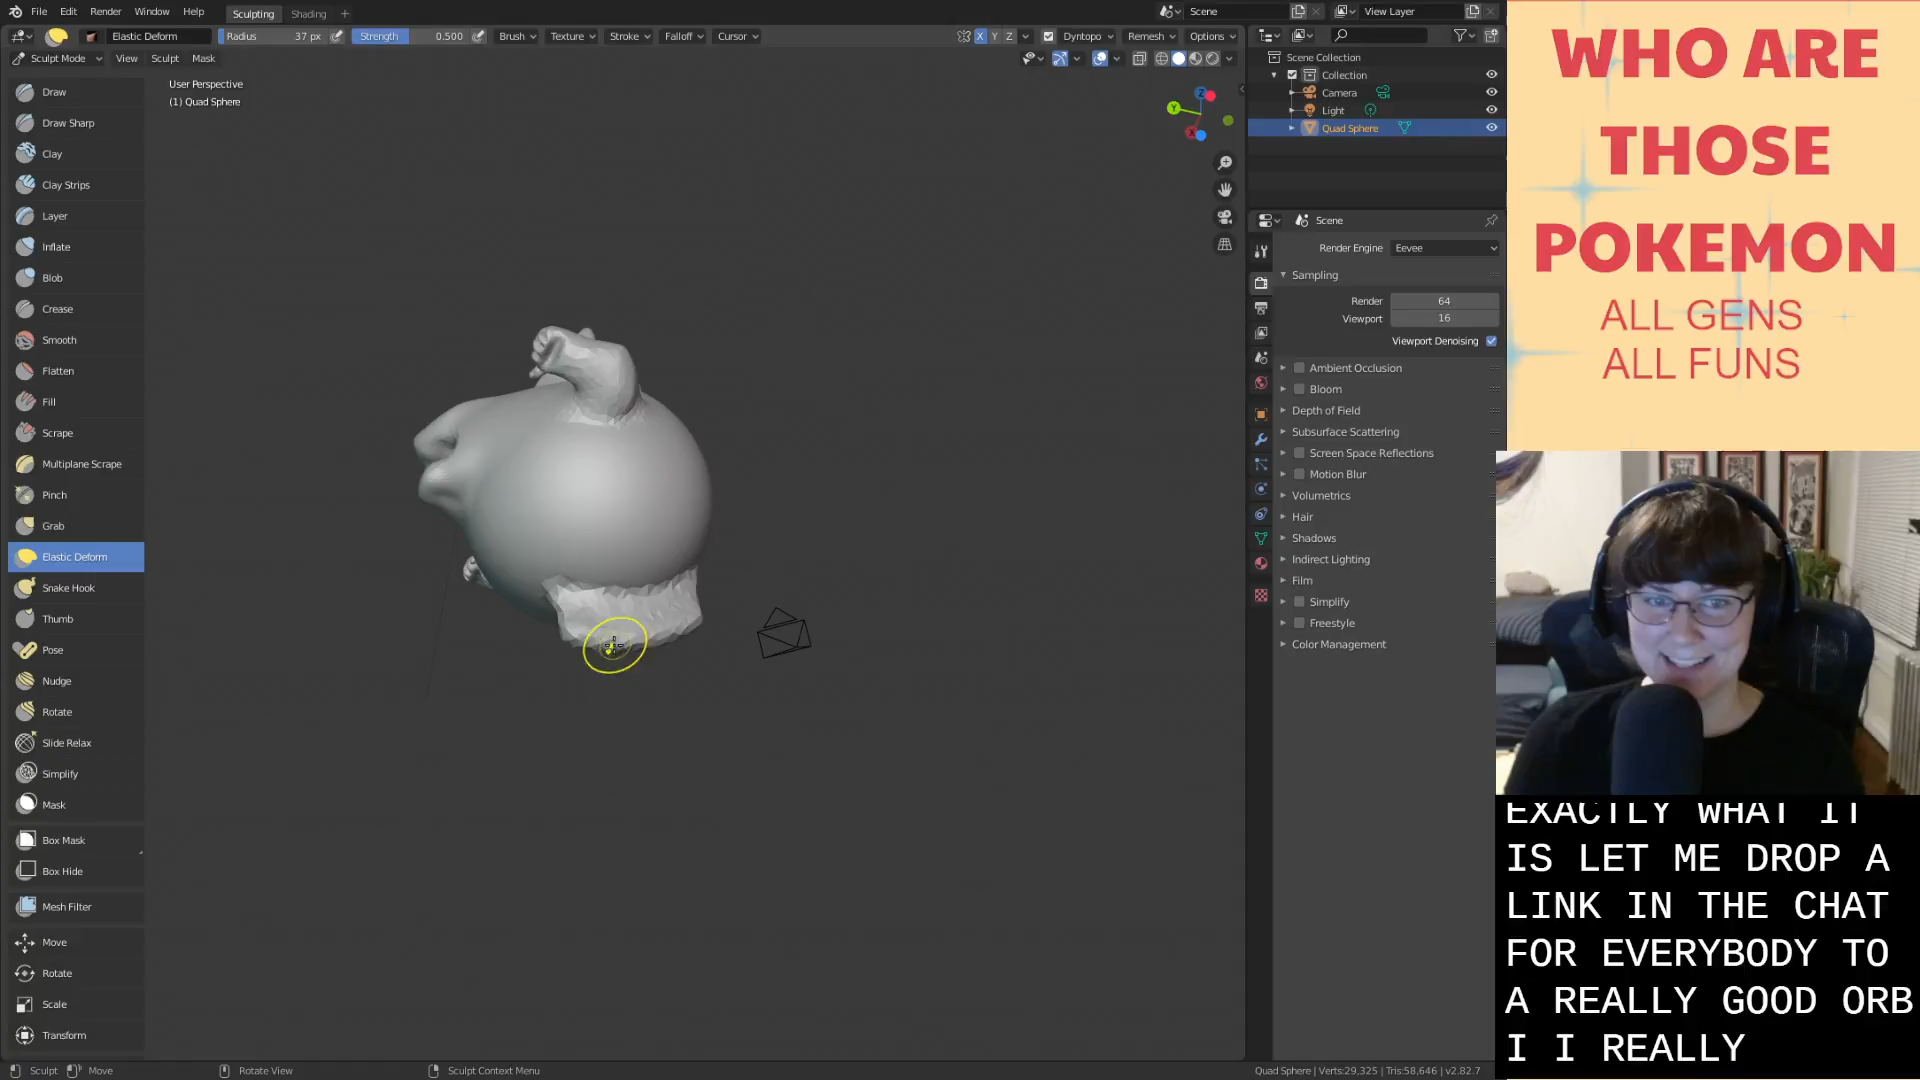 File Edit Render Window Help Sculpting Shading + Scene View Layer
Elastic Deform Radius 37 px Strength 0.500 Brush Texture Stroke Falloff Cursor X Y Z Dyntopo Remesh Options
Sculpt Mode View Sculpt Mask
User Perspective
(1) Quad Sphere
Draw
Draw Sharp
Clay
Clay Strips
Layer
Inflate
Blob
Crease
Smooth
Flatten
Fill
Scrape
Multiplane Scrape
Pinch
Grab
Elastic Deform
Snake Hook
Thumb
Pose
Nudge
Rotate
Slide Relax
Simplify
Mask
Box Mask
Box Hide
Mesh Filter
Move
Rotate
Scale
Transform
Z
Y
X
Scene Collection
Collection
Camera
Light
Quad Sphere
Scene
Render Engine Eevee
Sampling
Render 64
Viewport 16
Viewport Denoising
Ambient Occlusion
Bloom
Depth of Field
Subsurface Scattering
Screen Space Reflections
Motion Blur
Volumetrics
Hair
Shadows
Indirect Lighting
Film
Simplify
Freestyle
Color Management
Sculpt Move Rotate View Sculpt Context Menu
Quad Sphere | Verts:29,325 | Tris:58,646 | v2.82.7
WHO ARE
THOSE
POKEMON
ALL GENS
ALL FUNS
EXACTLY WHAT IT
IS LET ME DROP A
LINK IN THE CHAT
FOR EVERYBODY TO
A REALLY GOOD ORB
I I REALLY